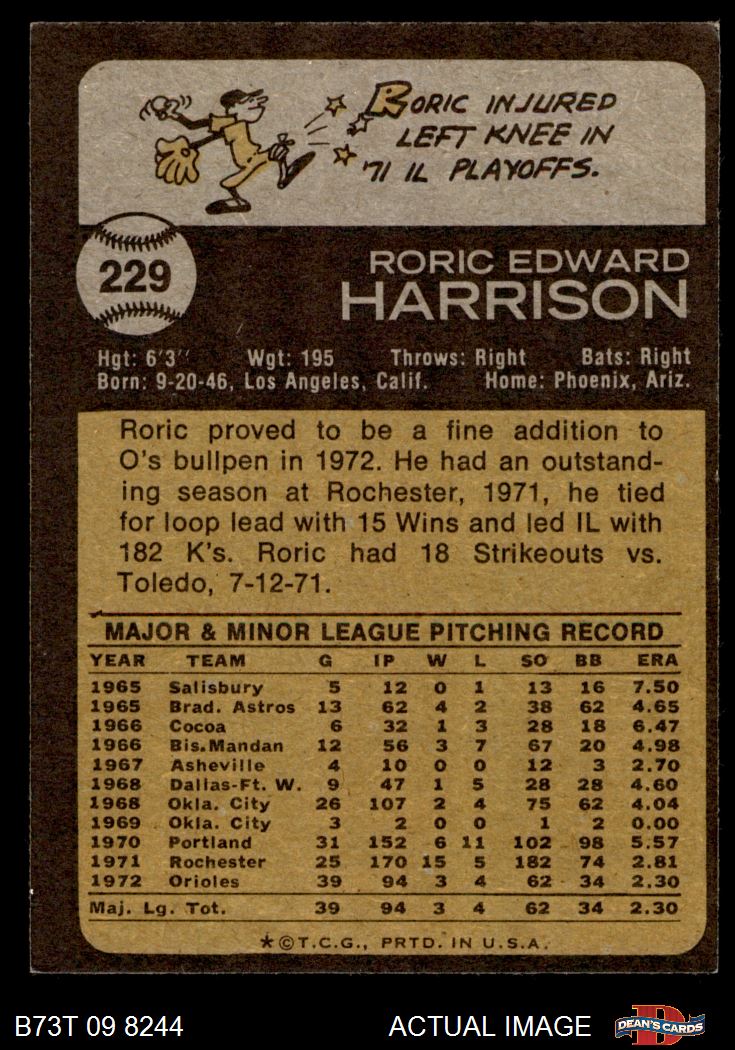 RORIC INJURED
LEFT KNEE IN
'71 IL PLAYOFFS.
229
RORIC EDWARD
HARRISON
Hgt: 6'3" Wgt: 195 Throws: Right Bats: Right
Born: 9-20-46, Los Angeles, Calif. Home: Phoenix, Ariz.
Roric proved to be a fine addition to
O's bullpen in 1972. He had an outstand-
ing season at Rochester, 1971, he tied
for loop lead with 15 Wins and led IL with
182 K's. Roric had 18 Strikeouts vs.
Toledo, 7-12-71.
MAJOR & MINOR LEAGUE PITCHING RECORD
YEAR TEAM G IP W L SO BB ERA
1965 Salisbury 5 12 0 1 13 16 7.50
1965 Brad. Astros 13 62 4 2 38 62 4.65
1966 Cocoa 6 32 1 3 28 18 6.47
1966 Bis.Mandan 12 56 3 7 67 20 4.98
1967 Asheville 4 10 0 0 12 3 2.70
1968 Dallas-Ft. W. 9 47 1 5 28 28 4.60
1968 Okla. City 26 107 2 4 75 62 4.04
1969 Okla. City 3 2 0 0 1 2 0.00
1970 Portland 31 152 6 11 102 98 5.57
1971 Rochester 25 170 15 5 182 74 2.81
1972 Orioles 39 94 3 4 62 34 2.30
Maj. Lg. Tot. 39 94 3 4 62 34 2.30
★©T.C.G., PRTD. IN U.S.A.
B73T 09 8244 ACTUAL IMAGE D DEAN'S CARDS